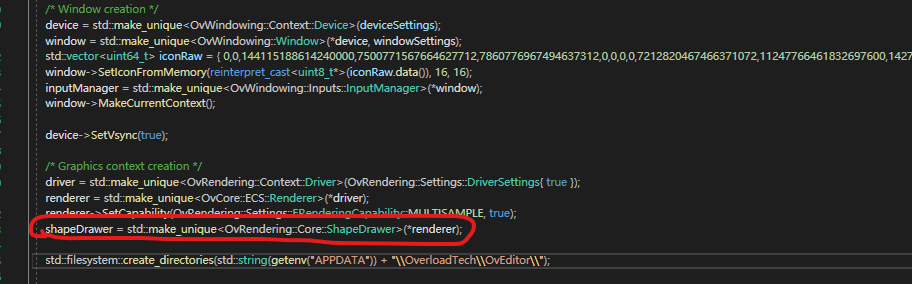 /* Window creation */
device = std::make_unique<OvWindowing::Context::Device>(deviceSettings);
window = std::make_unique<OvWindowing::Window>(*device, windowSettings);
std::vector<uint64_t> iconRaw = { 0,0,144115188614240000,7500771567664627712,7860776967494637312,0,0,0,0,7212820467466371072,11247766461832697600,1427
window->SetIconFromMemory(reinterpret_cast<uint8_t*>(iconRaw.data()), 16, 16);
inputManager = std::make_unique<OvWindowing::Inputs::InputManager>(*window);
window->MakeCurrentContext();
device->SetVsync(true);
/* Graphics context creation */
driver = std::make_unique<OvRendering::Context::Driver>(OvRendering::Settings::DriverSettings{ true });
renderer = std::make_unique<OvCore::ECS::Renderer>(*driver);
renderer->SetCapability(OvRendering::Settings::ERenderingCapability::MULTISAMPLE, true);
shapeDrawer = std::make_unique<OvRendering::Core::ShapeDrawer>(*renderer);
std::filesystem::create_directories(std::string(getenv("APPDATA")) + "\\OverloadTech\\OvEditor\\");